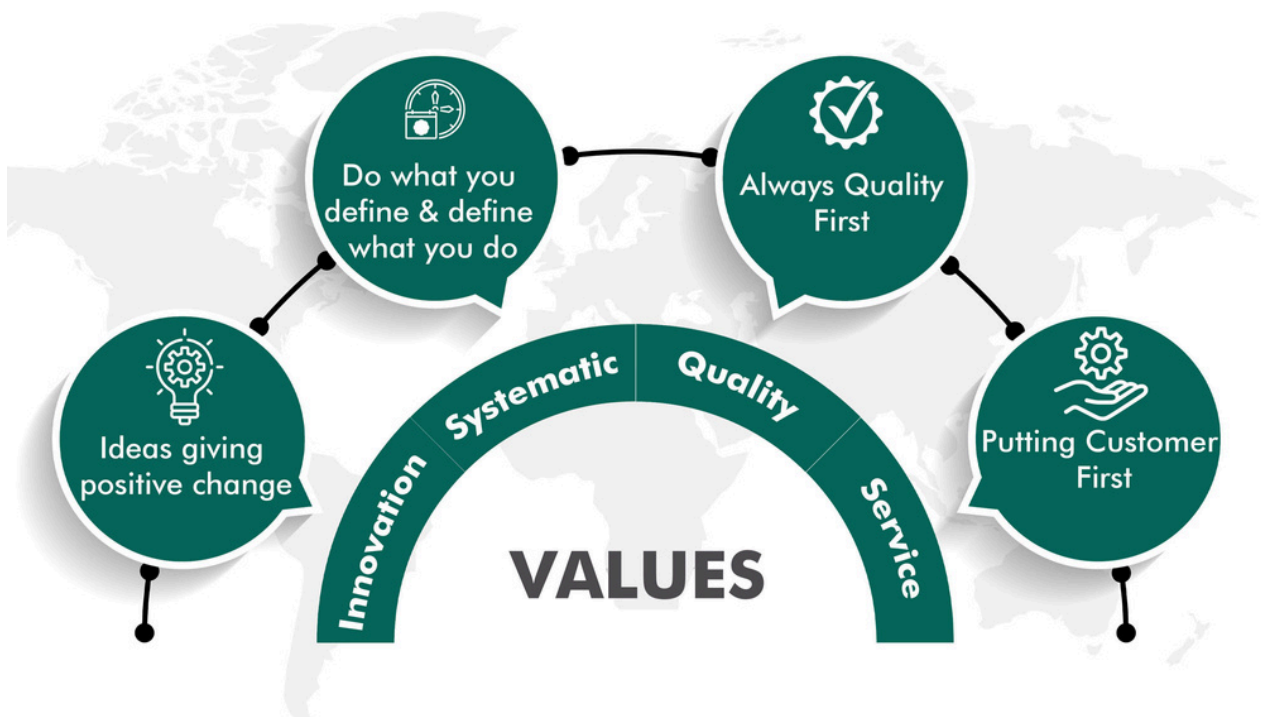 Do what you
define & define
what you do
Always Quality
First
Ideas giving
positive change
Putting Customer
First
Innovation
Systematic
Quality
Service
VALUES